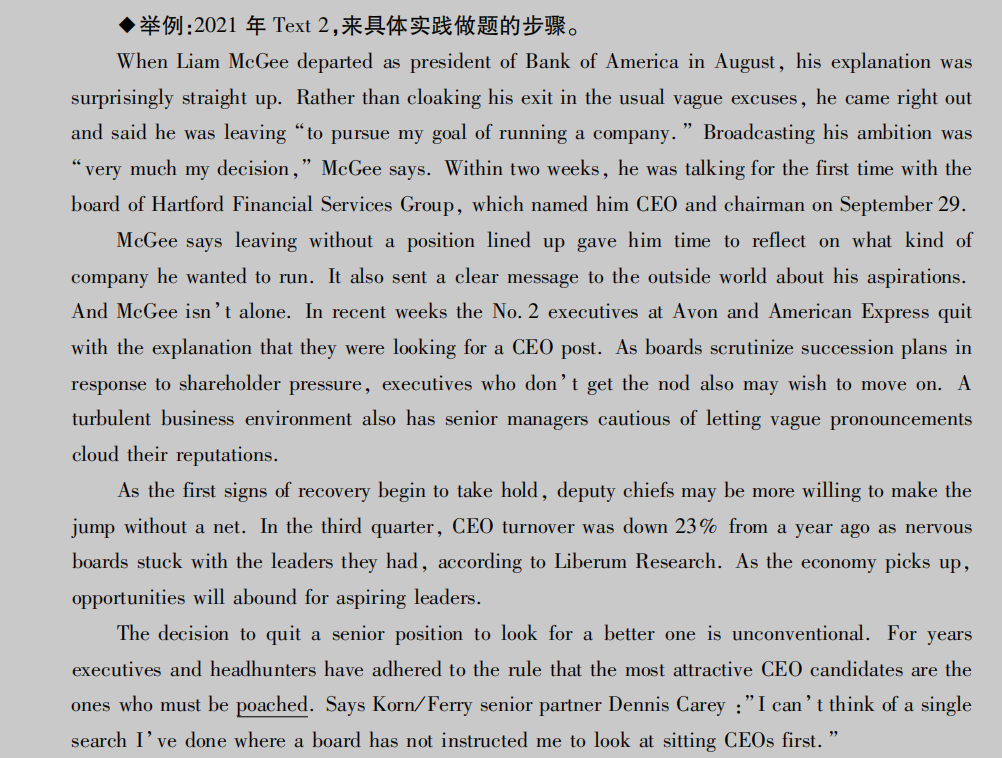 ◆举例:2021 年 Text 2,来具体实践做题的步骤。
When Liam McGee departed as president of Bank of America in August, his explanation was
surprisingly straight up. Rather than cloaking his exit in the usual vague excuses, he came right out
and said he was leaving “to pursue my goal of running a company.” Broadcasting his ambition was
“very much my decision,” McGee says. Within two weeks, he was talking for the first time with the
board of Hartford Financial Services Group, which named him CEO and chairman on September 29.
McGee says leaving without a position lined up gave him time to reflect on what kind of
company he wanted to run. It also sent a clear message to the outside world about his aspirations.
And McGee isn’t alone. In recent weeks the No. 2 executives at Avon and American Express quit
with the explanation that they were looking for a CEO post. As boards scrutinize succession plans in
response to shareholder pressure, executives who don’t get the nod also may wish to move on. A
turbulent business environment also has senior managers cautious of letting vague pronouncements
cloud their reputations.
As the first signs of recovery begin to take hold, deputy chiefs may be more willing to make the
jump without a net. In the third quarter, CEO turnover was down 23% from a year ago as nervous
boards stuck with the leaders they had, according to Liberum Research. As the economy picks up,
opportunities will abound for aspiring leaders.
The decision to quit a senior position to look for a better one is unconventional. For years
executives and headhunters have adhered to the rule that the most attractive CEO candidates are the
ones who must be poached. Says Korn/Ferry senior partner Dennis Carey :”I can’t think of a single
search I’ve done where a board has not instructed me to look at sitting CEOs first.”